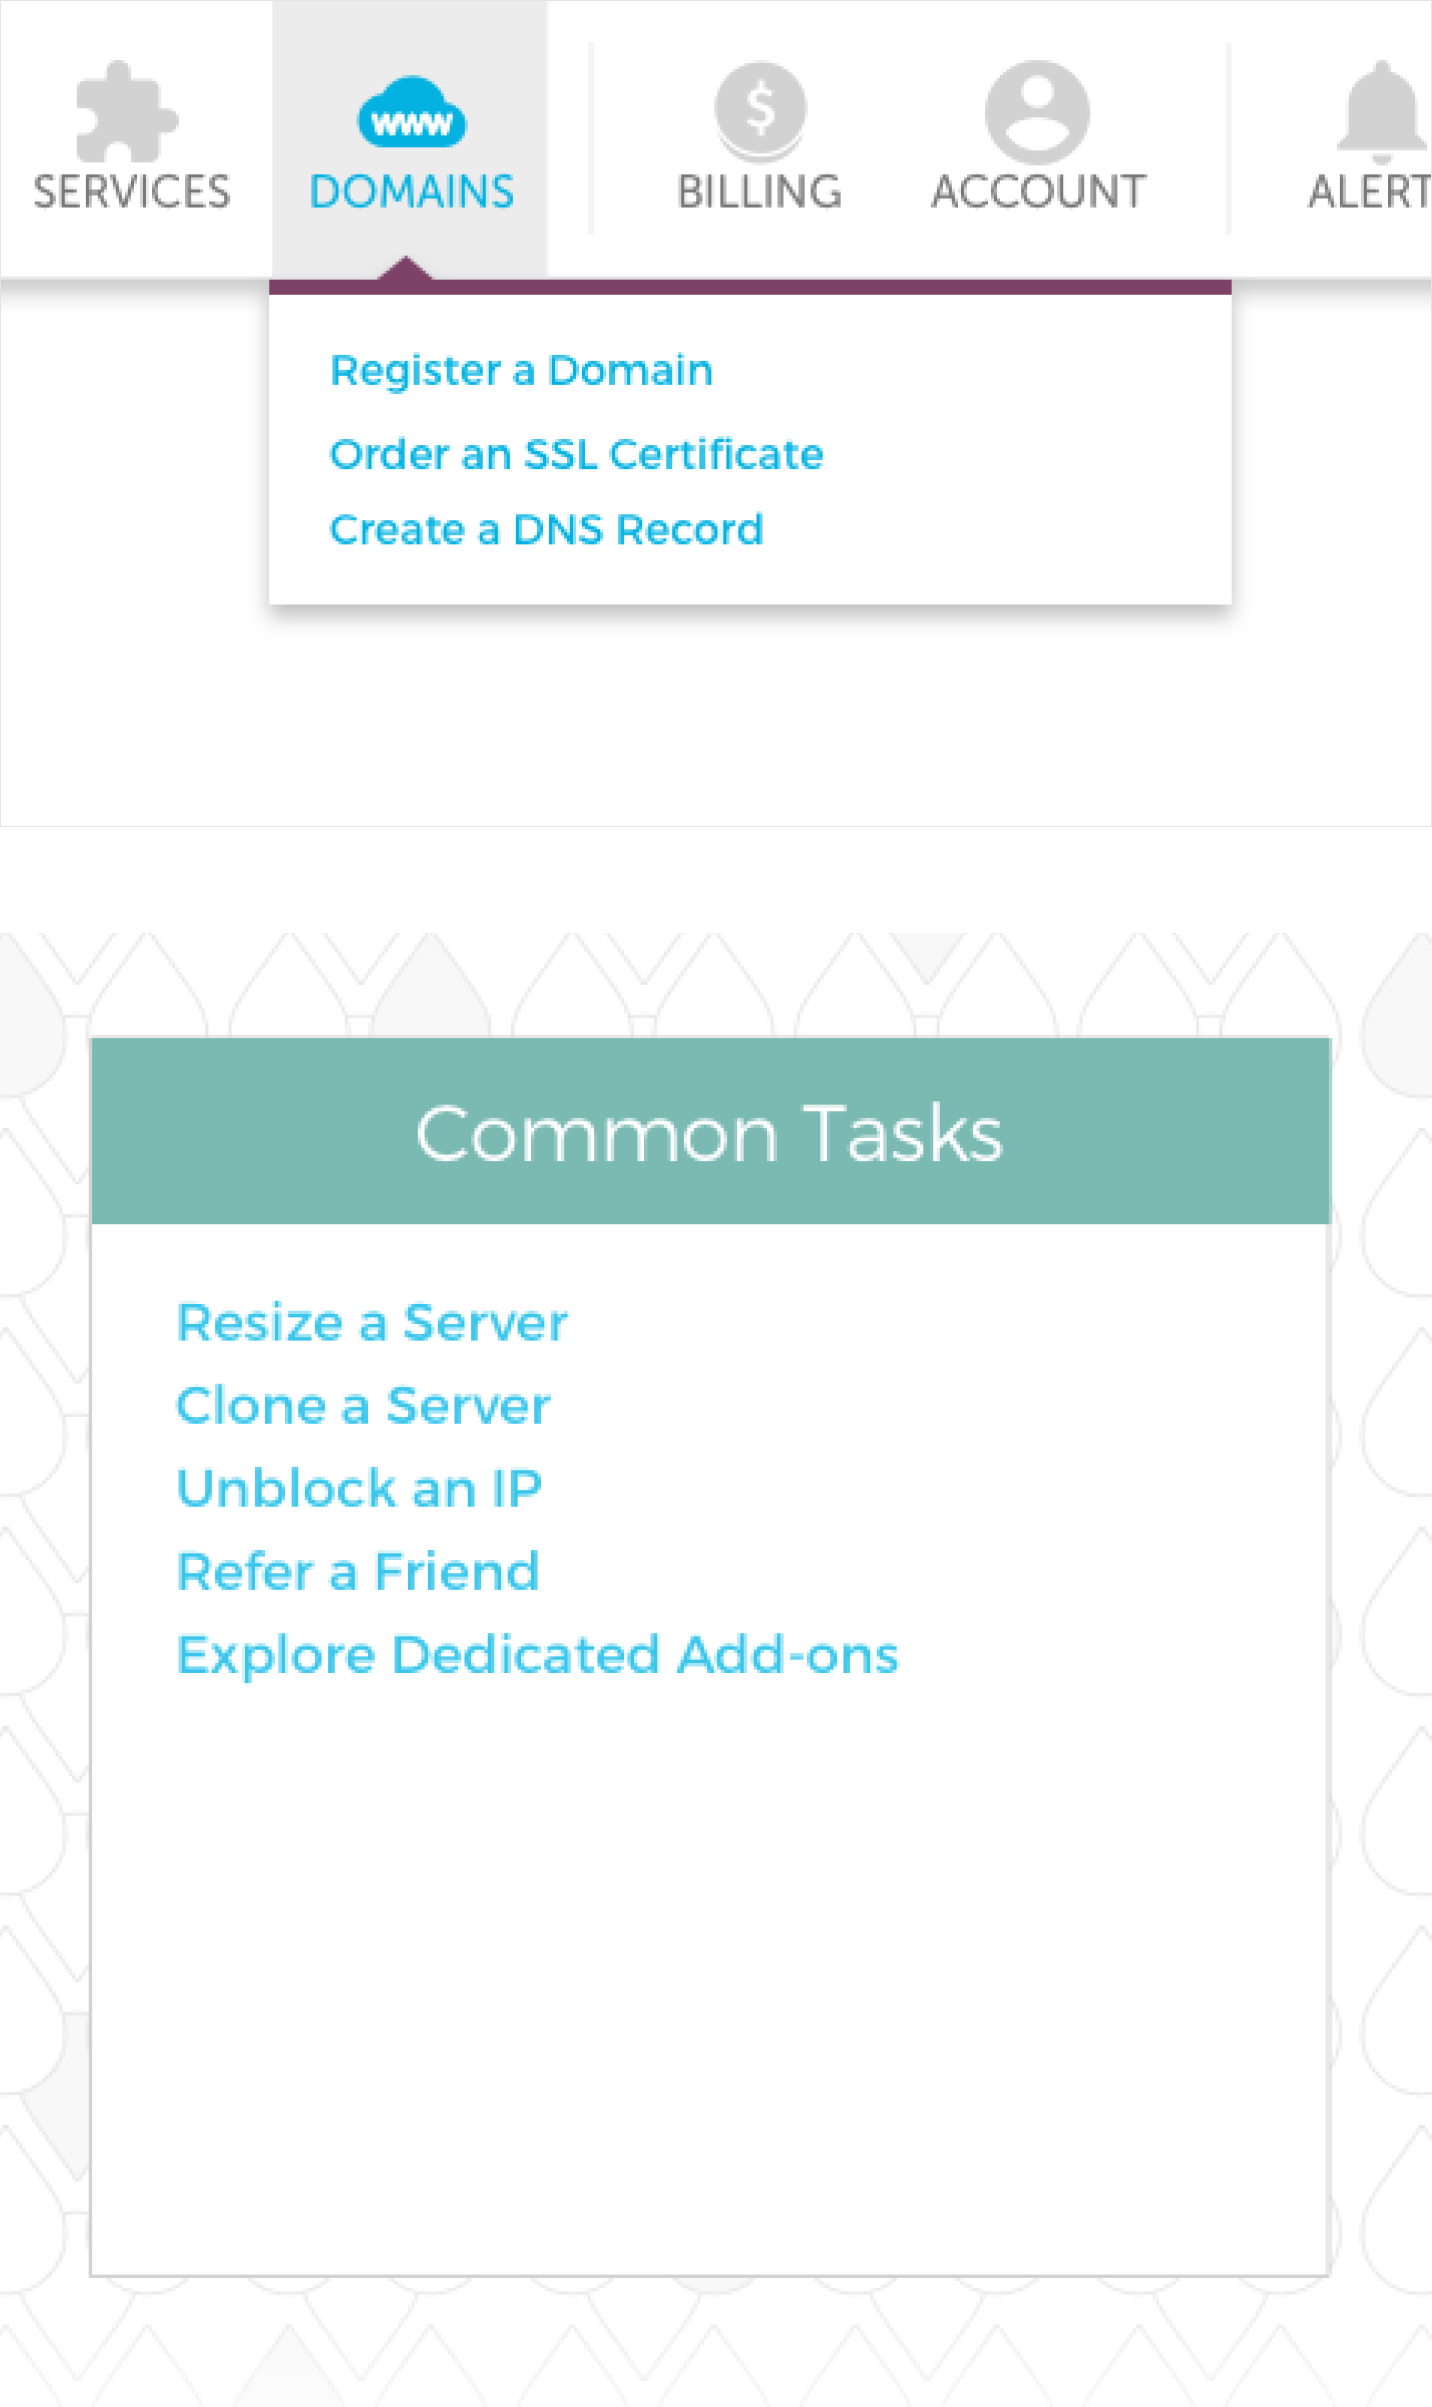 SERVICES DOMAINS BILLING ACCOUNT
www $
Register a Domain
Order an SSL Certificate
Create a DNS Record
Common Tasks
Resize a Server
Clone a Server
Unblock an IP
Refer a Friend
Explore Dedicated Add-ons